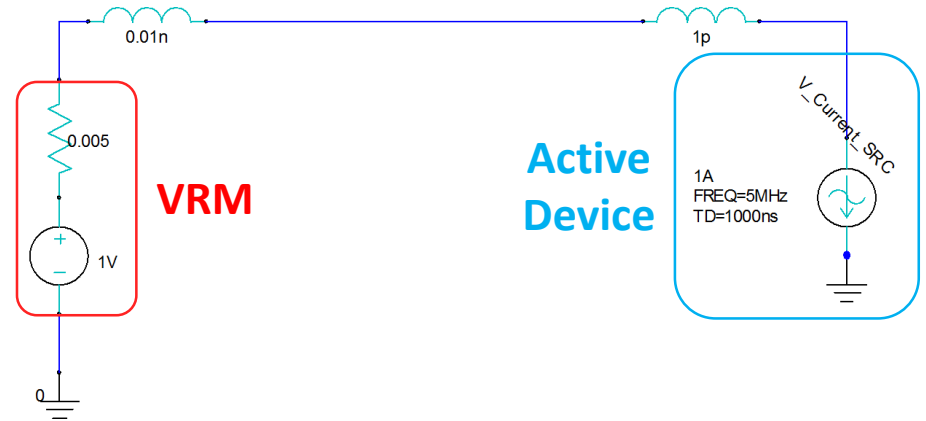 0.01n
1p
V_Current_SRC
0.005
VRM
1V
Active
Device
1A
FREQ=5MHz
TD=1000ns
0